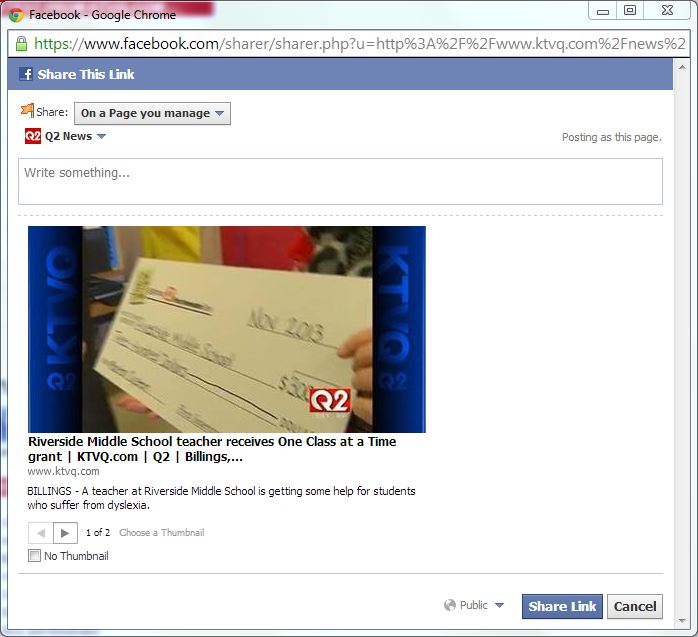 Facebook - Google Chrome
https://www.facebook.com/sharer/sharer.php?u=http%3A%2F%2Fwww.ktvq.com%2Fnews%2
Share This Link
Share: On a Page you manage
Q2 News
Posting as this page.
Write something...
KTVQ
KTVQ
Nov 2013
Riverside Middle School
Hundred Dollars
Q2
Q2
Q2
Riverside Middle School teacher receives One Class at a Time
grant | KTVQ.com | Q2 | Billings,...
www.ktvq.com
BILLINGS - A teacher at Riverside Middle School is getting some help for students
who suffer from dyslexia.
1 of 2 Choose a Thumbnail
No Thumbnail
Public Share Link Cancel